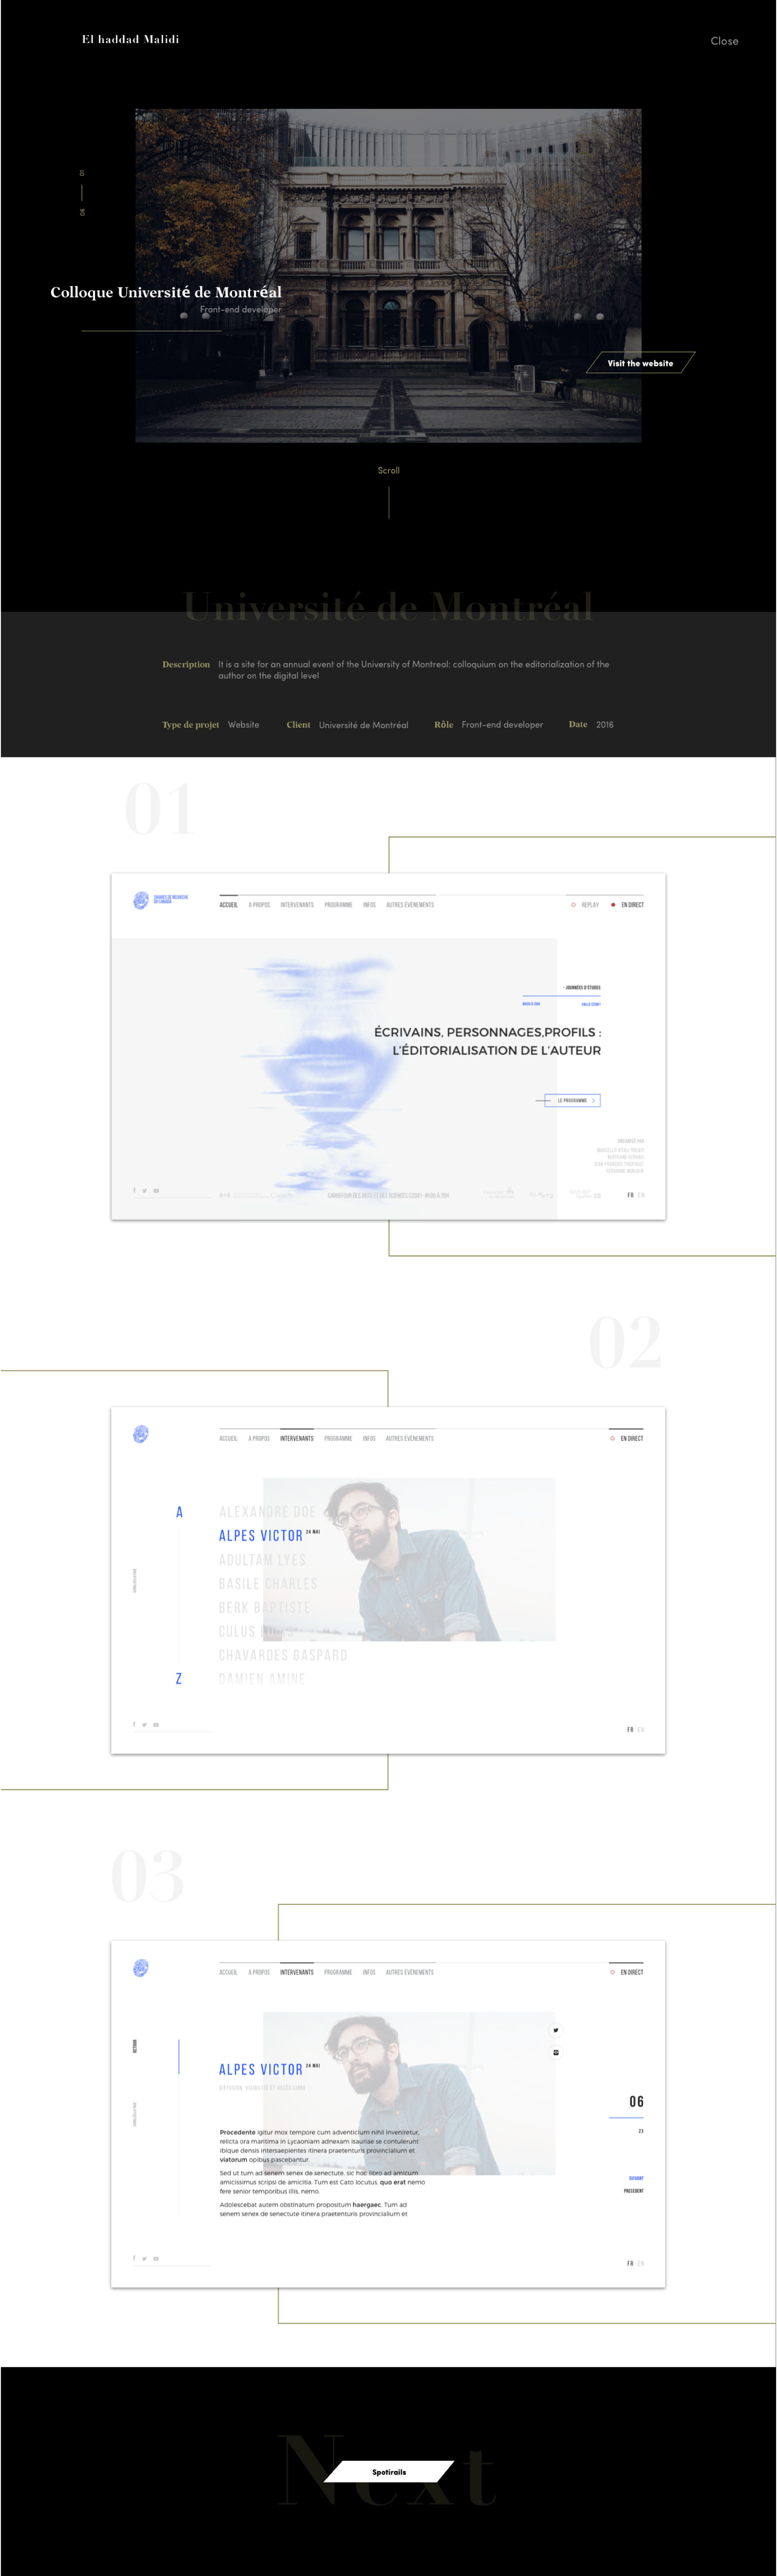 El haddad Malidi
Close
01
06
Colloque Université de Montréal
Front-end developer
Visit the website
Scroll
Université de Montréal
Description It is a site for an annual event of the University of Montreal: colloquium on the editorialization of the
author on the digital level
Type de projet Website Client Université de Montréal Rôle Front-end developer Date 2016
01
ACCUEIL A PROPOS INTERVENANTS PROGRAMME INFOS AUTRES ÉVÉNEMENTS REPLAY EN DIRECT
- JOURNÉES D'ÉTUDES
ÉCRIVAINS, PERSONNAGES,PROFILS :
L'ÉDITORIALISATION DE L'AUTEUR
LE PROGRAMME
ORGANISÉ PAR
FR EN
02
ACCUEIL A PROPOS INTERVENANTS PROGRAMME INFOS AUTRES ÉVÉNEMENTS EN DIRECT
A
ALEXANDRE DOE
ALPES VICTOR 24 MAI
ADULTAM LYES
BASILE CHARLES
BERK BAPTISTE
CULUS
CHAVARDES GASPARD
Z
DAMIEN AMINE
FR EN
03
ACCUEIL A PROPOS INTERVENANTS PROGRAMME INFOS AUTRES ÉVÉNEMENTS EN DIRECT
RETOUR
ALPES VICTOR 24 MAI
06
23
Procedente igitur mox tempore cum adventicium nihil inveniretur,
relicta ora maritima in Lycaoniam adnexam Isauriae se contulerunt
ibique densis intersaepientes itinera praetenturis provincialium et
viatorum opibus pascebantur.
Sed ut tum ad senem senex de senectute, sic hoc libro ad amicum
amicissimus scripsi de amicitia. Tum est Cato locutus, quo erat nemo
fere senior temporibus illis, nemo.
Adolescebat autem obstinatum propositum haergaec. Tum ad
senem senex de senectute itinera praetenturis provincialium et
SUIVANT
PRECEDENT
FR EN
Next
Spotirails